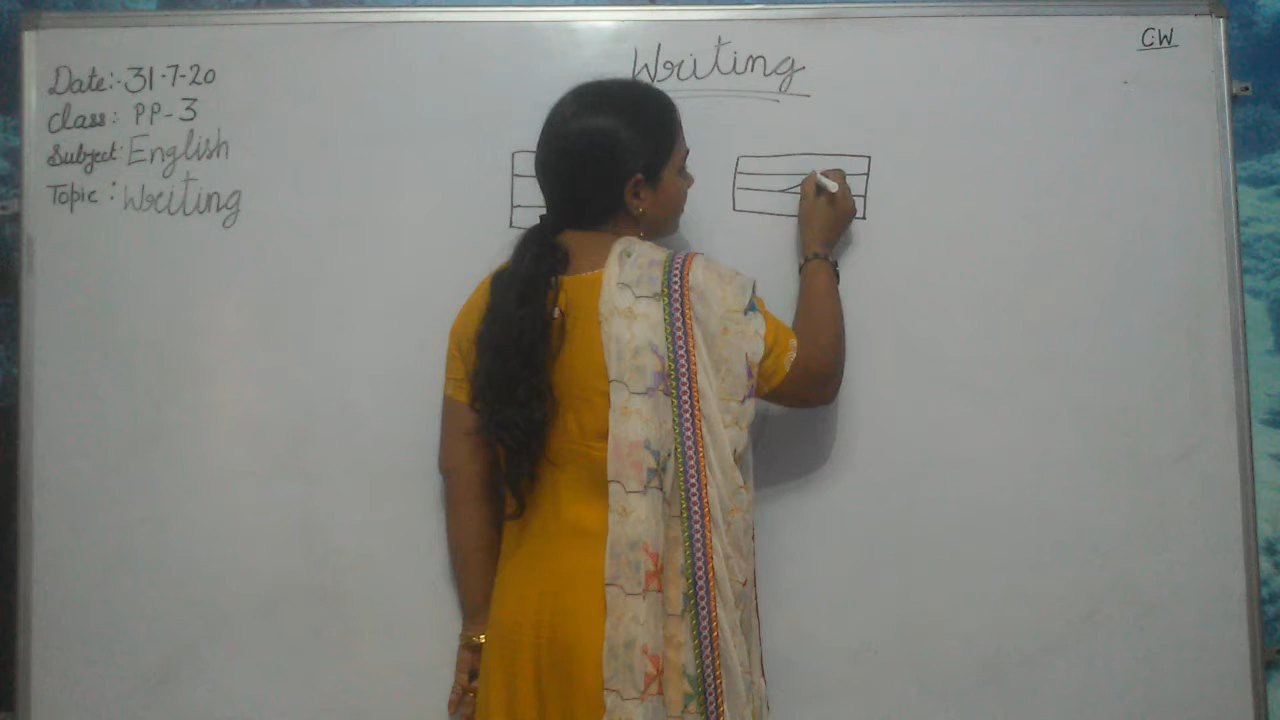 Writing
CW
Date:- 31-7-20
Class: PP-3
Subject: English
Topic: Writing